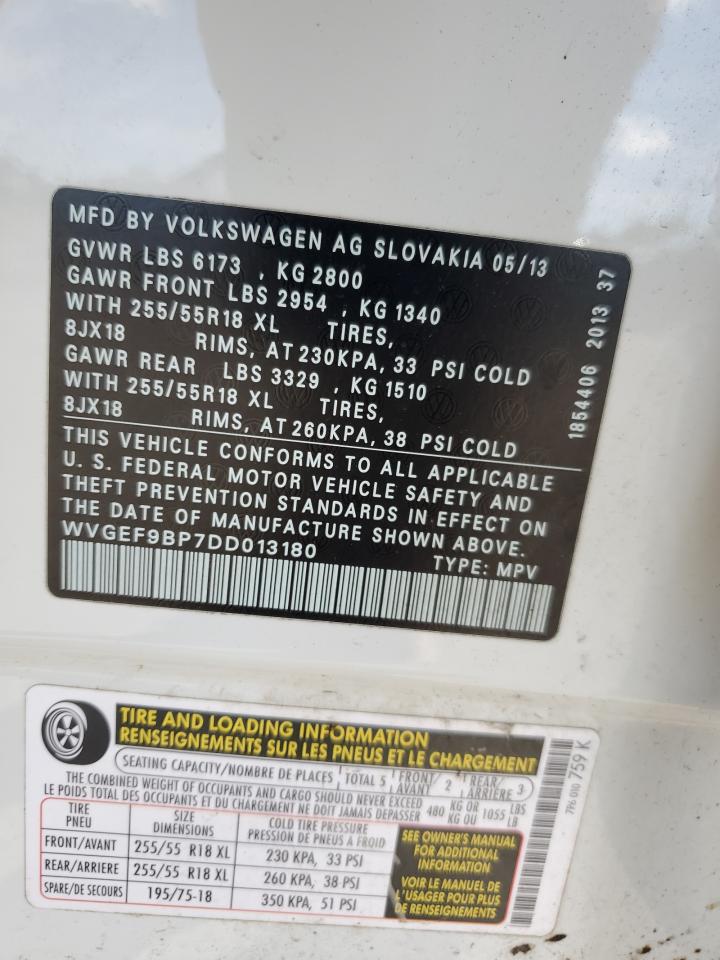 MFD BY VOLKSWAGEN AG SLOVAKIA 05/13
GVWR LBS 6173 , KG 2800
GAWR FRONT LBS 2954 , KG 1340
WITH 255/55R18 XL TIRES,
8JX18 RIMS, AT 230KPA, 33 PSI COLD
GAWR REAR LBS 3329 , KG 1510
WITH 255/55R18 XL TIRES,
8JX18 RIMS, AT 260KPA, 38 PSI COLD
THIS VEHICLE CONFORMS TO ALL APPLICABLE
U. S. FEDERAL MOTOR VEHICLE SAFETY AND
THEFT PREVENTION STANDARDS IN EFFECT ON
THE DATE OF MANUFACTURE SHOWN ABOVE.
WVGEF9BP7DD013180
TYPE: MPV
1854406 2013 37
TIRE AND LOADING INFORMATION
RENSEIGNEMENTS SUR LES PNEUS ET LE CHARGEMENT
SEATING CAPACITY/NOMBRE DE PLACES TOTAL 5 FRONT/AVANT 2 REAR/ARRIÈRE 3
THE COMBINED WEIGHT OF OCCUPANTS AND CARGO SHOULD NEVER EXCEED 480 KG OR 1055 LBS
LE POIDS TOTAL DES OCCUPANTS ET DU CHARGEMENT NE DOIT JAMAIS DEPASSER KG OU LB
TIRE PNEU SIZE DIMENSIONS COLD TIRE PRESSURE PRESSION DE PNEU A FROID
FRONT/AVANT 255/55 R18 XL 230 KPA, 33 PSI
REAR/ARRIERE 255/55 R18 XL 260 KPA, 38 PSI
SPARE/DE SECOURS 195/75-18 350 KPA, 51 PSI
SEE OWNER'S MANUAL
FOR ADDITIONAL
INFORMATION
VOIR LE MANUEL DE
L'USAGER POUR PLUS
DE RENSEIGNEMENTS
7P6 010 759 K